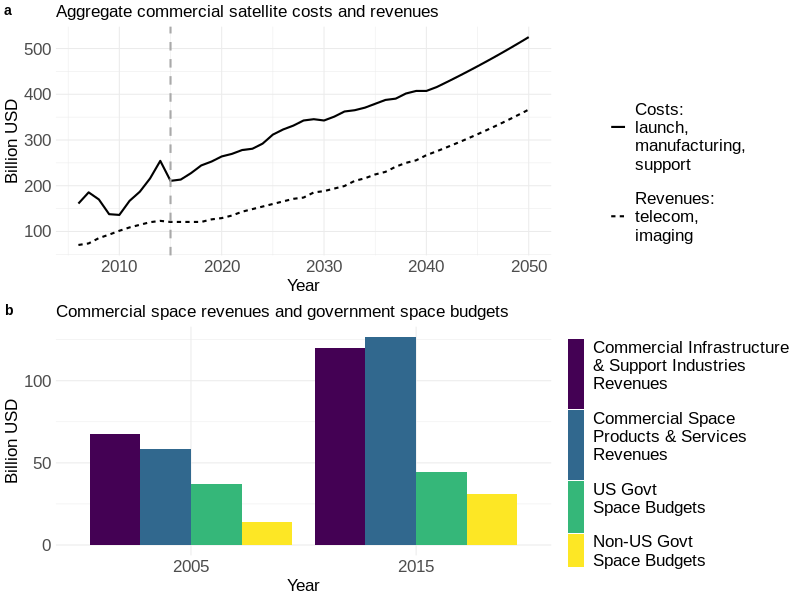 a
Aggregate commercial satellite costs and revenues
Billion USD
500
400
300
200
100
2010
2020
2030
2040
2050
Year
Costs:
launch,
manufacturing,
support
Revenues:
telecom,
imaging
b
Commercial space revenues and government space budgets
Billion USD
100
50
0
2005
2015
Year
Commercial Infrastructure
& Support Industries
Revenues
Commercial Space
Products & Services
Revenues
US Govt
Space Budgets
Non-US Govt
Space Budgets